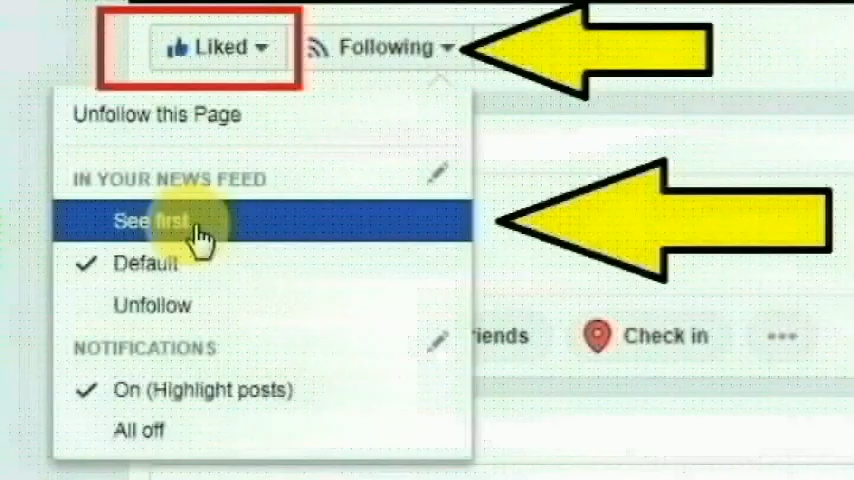 Liked Following
Unfollow this Page
IN YOUR NEWS FEED
See first
Default
Unfollow
NOTIFICATIONS
riends Check in
On (Highlight posts)
All off